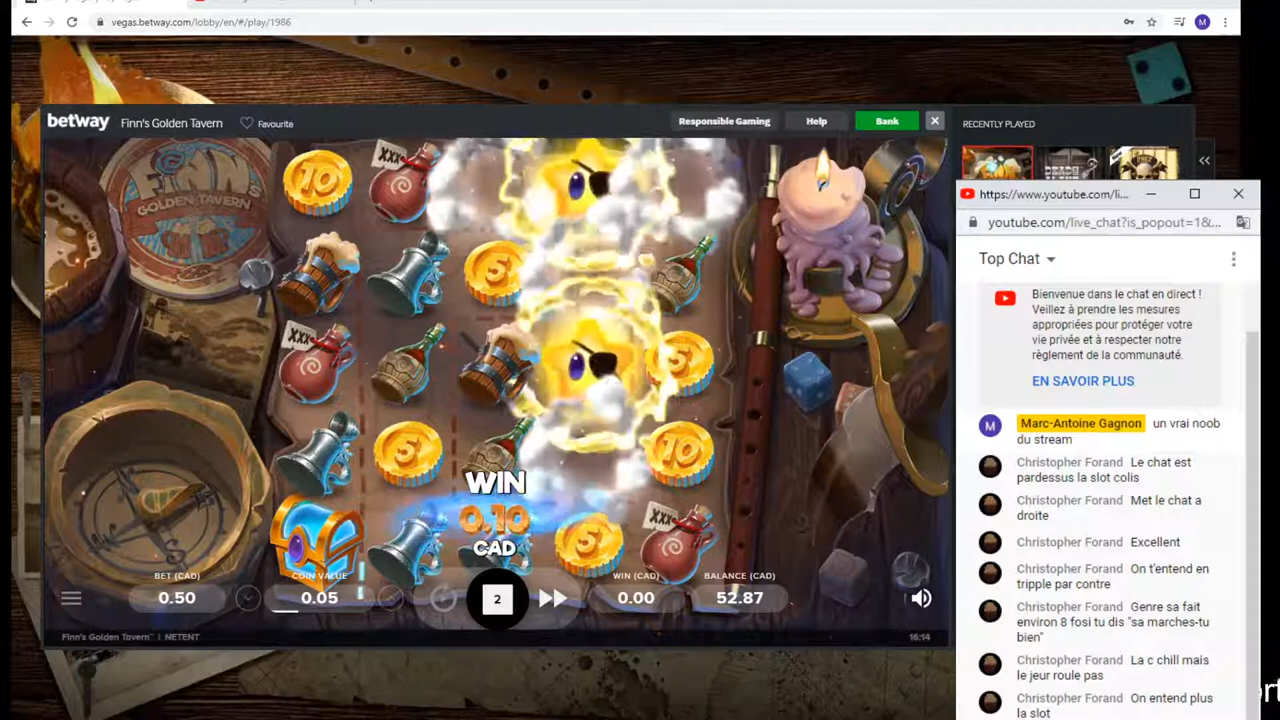 vegas.betway.com/lobby/en/#/play/1986
M
betway Finn's Golden Tavern Favourite Responsible Gaming Help Bank
RECENTLY PLAYED
FINN'S
GOLDEN TAVERN
10
XXX
5
XXX
5
5
10
WIN
0.10
CAD
5
XXX
BET (CAD)
0.50
COIN VALUE
0.05
2
WIN (CAD)
0.00
BALANCE (CAD)
52.87
Finn's Golden Tavern™ | NETENT
16:14
https://www.youtube.com/li...
youtube.com/live_chat?is_popout=1&...
Top Chat
Bienvenue dans le chat en direct !
Veillez à prendre les mesures
appropriées pour protéger votre
vie privée et à respecter notre
règlement de la communauté.
EN SAVOIR PLUS
M
Marc-Antoine Gagnon un vrai noob
du stream
Christopher Forand Le chat est
pardessus la slot colis
Christopher Forand Met le chat a
droite
Christopher Forand Excellent
Christopher Forand On t'entend en
tripple par contre
Christopher Forand Genre sa fait
environ 8 fosi tu dis "sa marches-tu
bien"
Christopher Forand La c chill mais
le jeur roule pas
Christopher Forand On entend plus
la slot